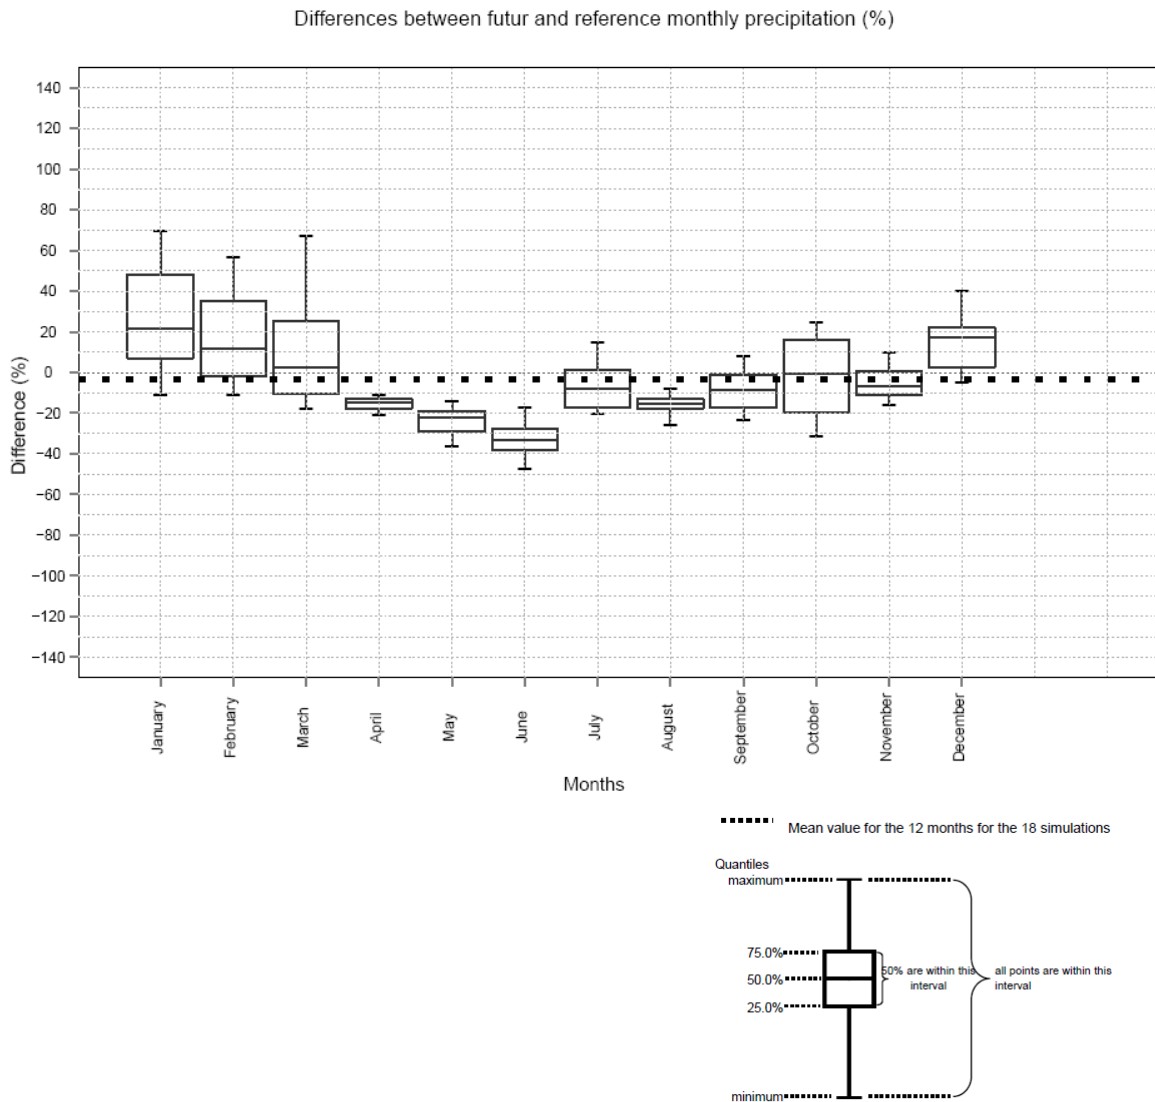 Differences between futur and reference monthly precipitation (%)
140
120
100
80
60
40
20
0
−20
−40
−60
−80
−100
−120
−140
Difference (%)
January
February
March
April
May
June
July
August
September
October
November
December
Months
Mean value for the 12 months for the 18 simulations
Quantiles
maximum
75.0%
50.0%
25.0%
minimum
50% are within this
interval
all points are within this
interval